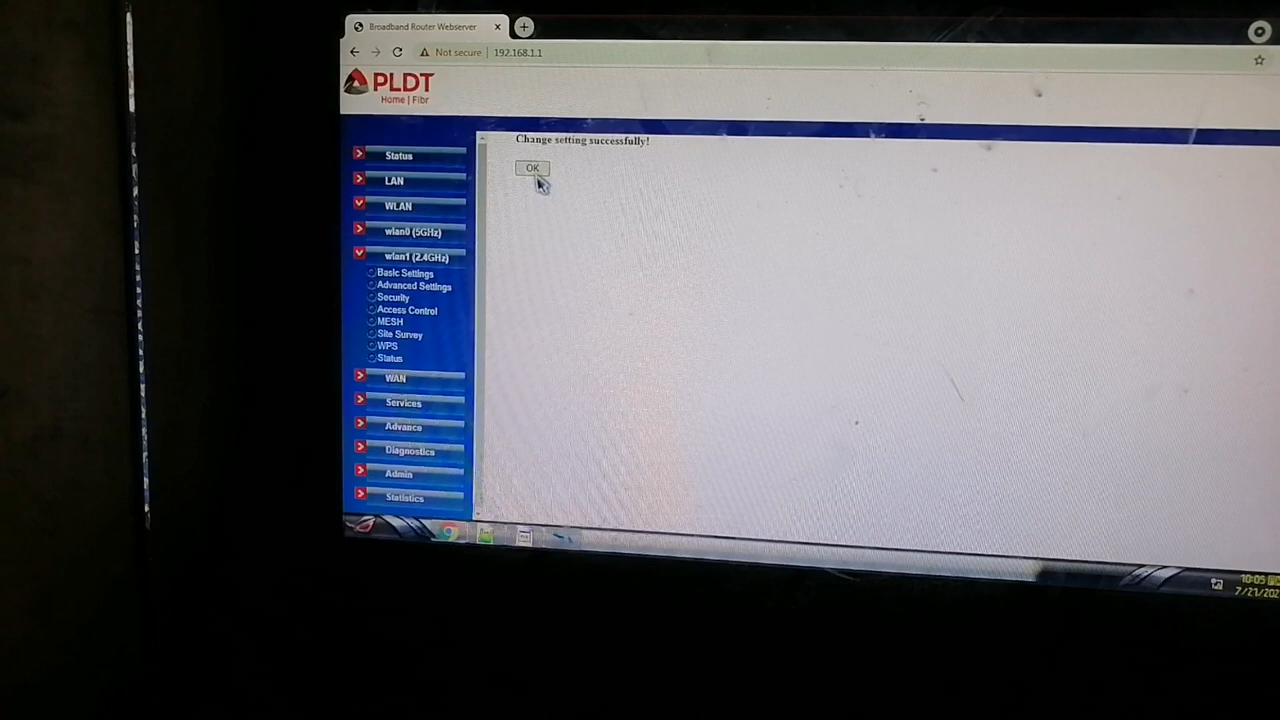 Broadband Router Webserver
Not secure
192.168.1.1
PLDT
Home | Fibr
Change setting successfully!
OK
Status
LAN
WLAN
wlan0 (5GHz)
wlan1 (2.4GHz)
Basic Settings
Advanced Settings
Security
Access Control
MESH
Site Survey
WPS
Status
WAN
Services
Advance
Diagnostics
Admin
Statistics
10:05